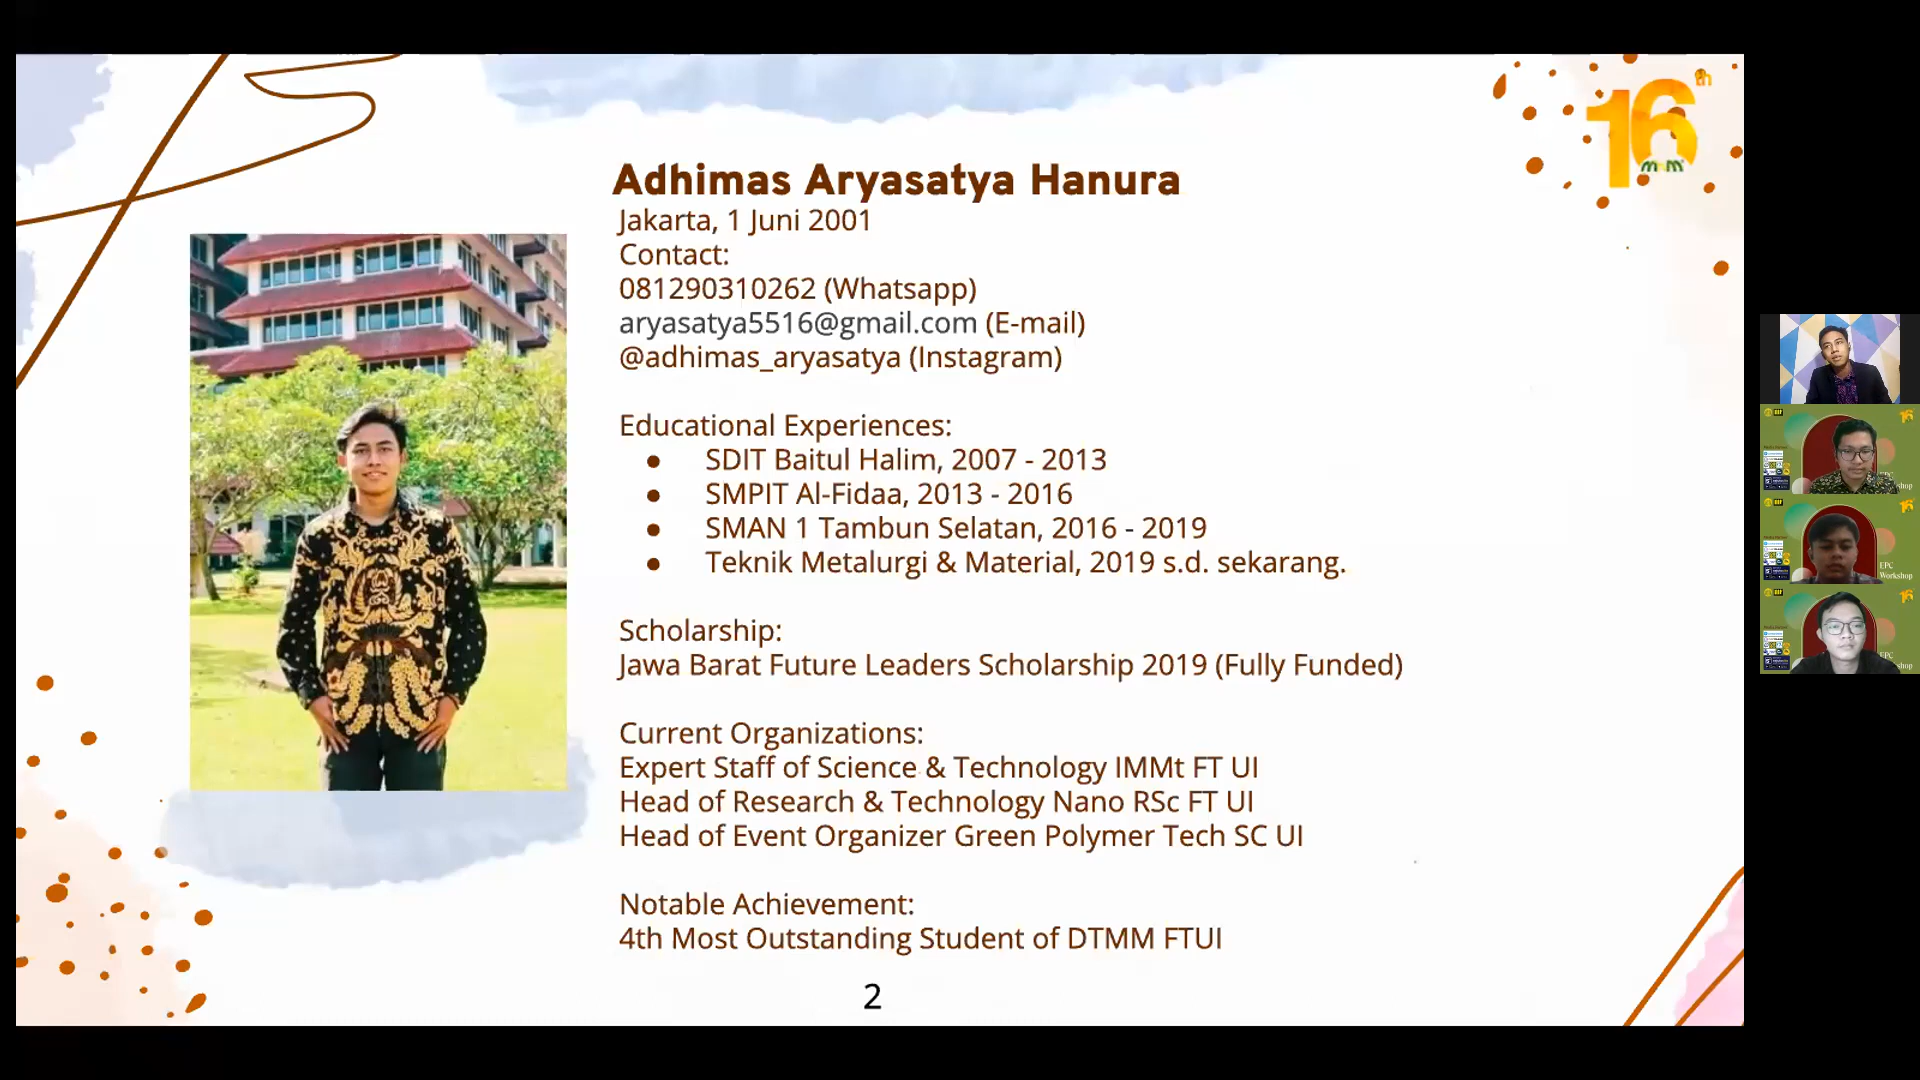 16th
Adhimas Aryasatya Hanura
Jakarta, 1 Juni 2001
Contact:
081290310262 (Whatsapp)
aryasatya5516@gmail.com (E-mail)
@adhimas_aryasatya (Instagram)
Educational Experiences:
● SDIT Baitul Halim, 2007 - 2013
● SMPIT Al-Fidaa, 2013 - 2016
● SMAN 1 Tambun Selatan, 2016 - 2019
● Teknik Metalurgi & Material, 2019 s.d. sekarang.
Scholarship:
Jawa Barat Future Leaders Scholarship 2019 (Fully Funded)
Current Organizations:
Expert Staff of Science & Technology IMMt FT UI
Head of Research & Technology Nano RSc FT UI
Head of Event Organizer Green Polymer Tech SC UI
Notable Achievement:
4th Most Outstanding Student of DTMM FTUI
2
EPC
Workshop